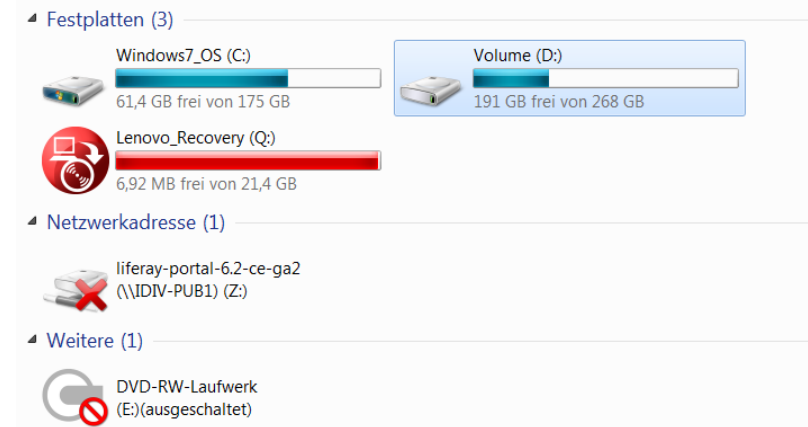 Festplatten (3)
Windows7_OS (C:)
61,4 GB frei von 175 GB
Volume (D:)
191 GB frei von 268 GB
Lenovo_Recovery (Q:)
6,92 MB frei von 21,4 GB
Netzwerkadresse (1)
liferay-portal-6.2-ce-ga2
(\\IDIV-PUB1) (Z:)
Weitere (1)
DVD-RW-Laufwerk
(E:)(ausgeschaltet)